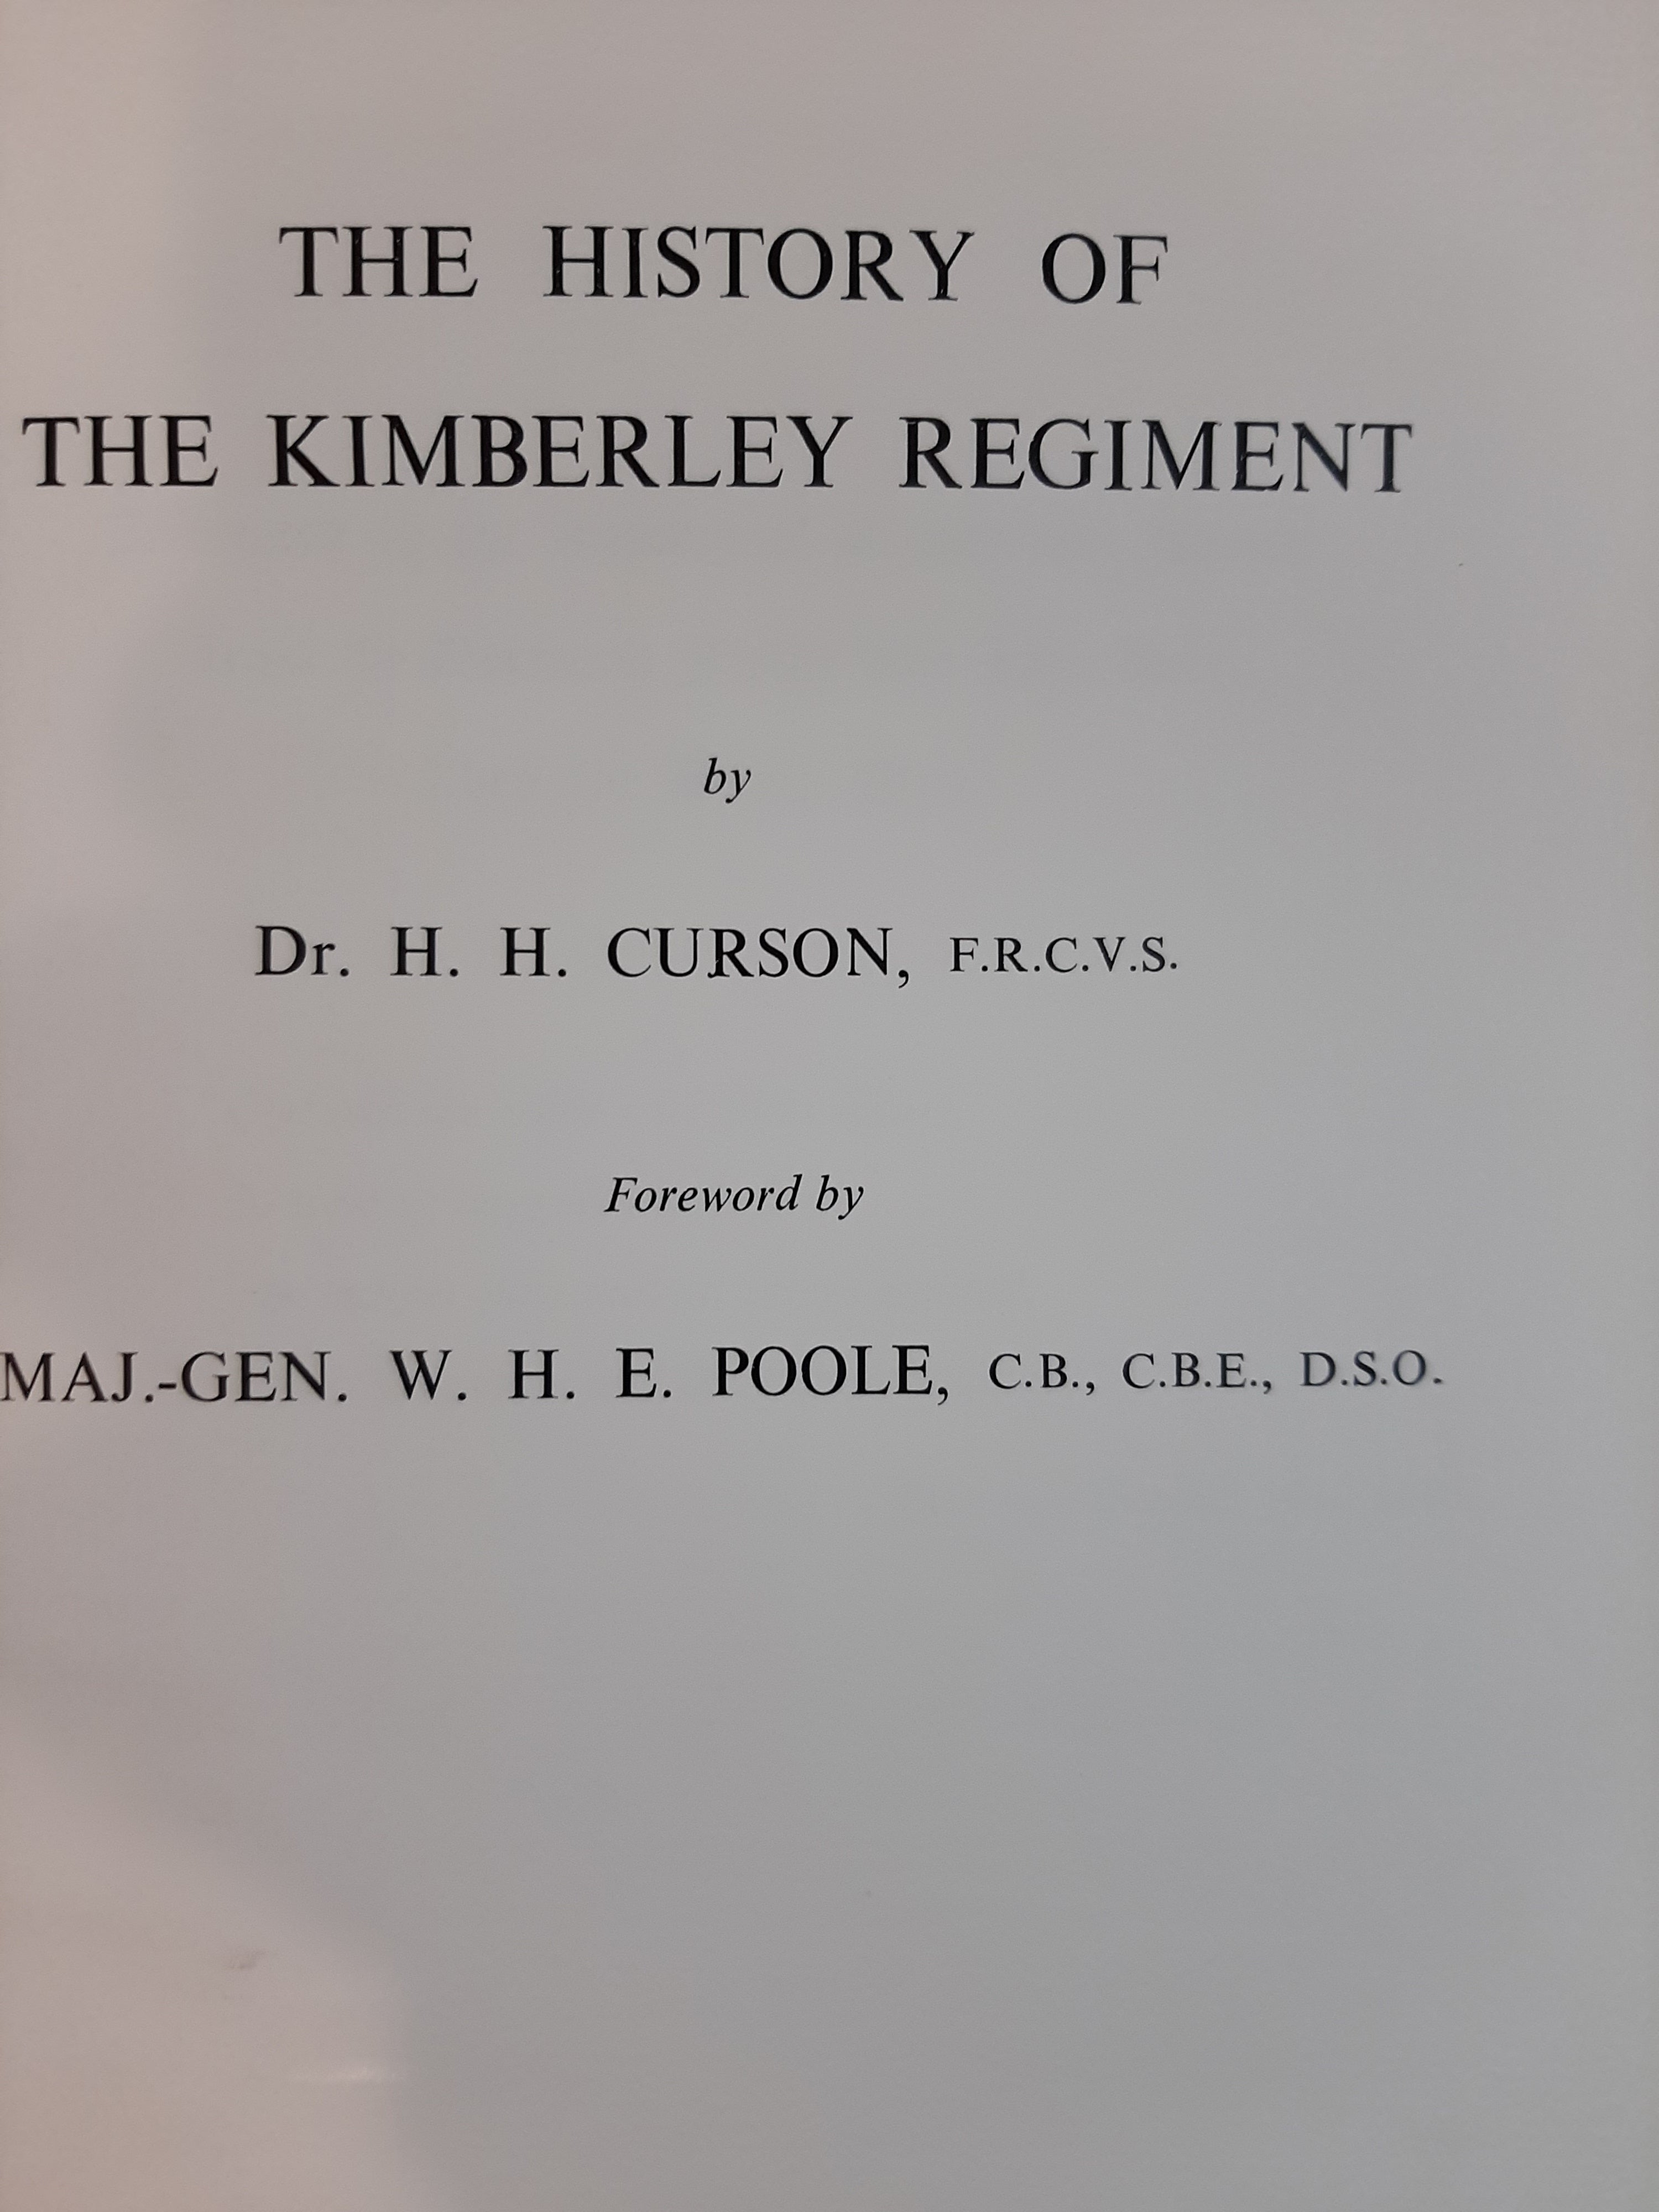 THE HISTORY OF
THE KIMBERLEY REGIMENT
by
Dr. H. H. CURSON, F.R.C.V.S.
Foreword by
MAJ.-GEN. W. H. E. POOLE, C.B., C.B.E., D.S.O.